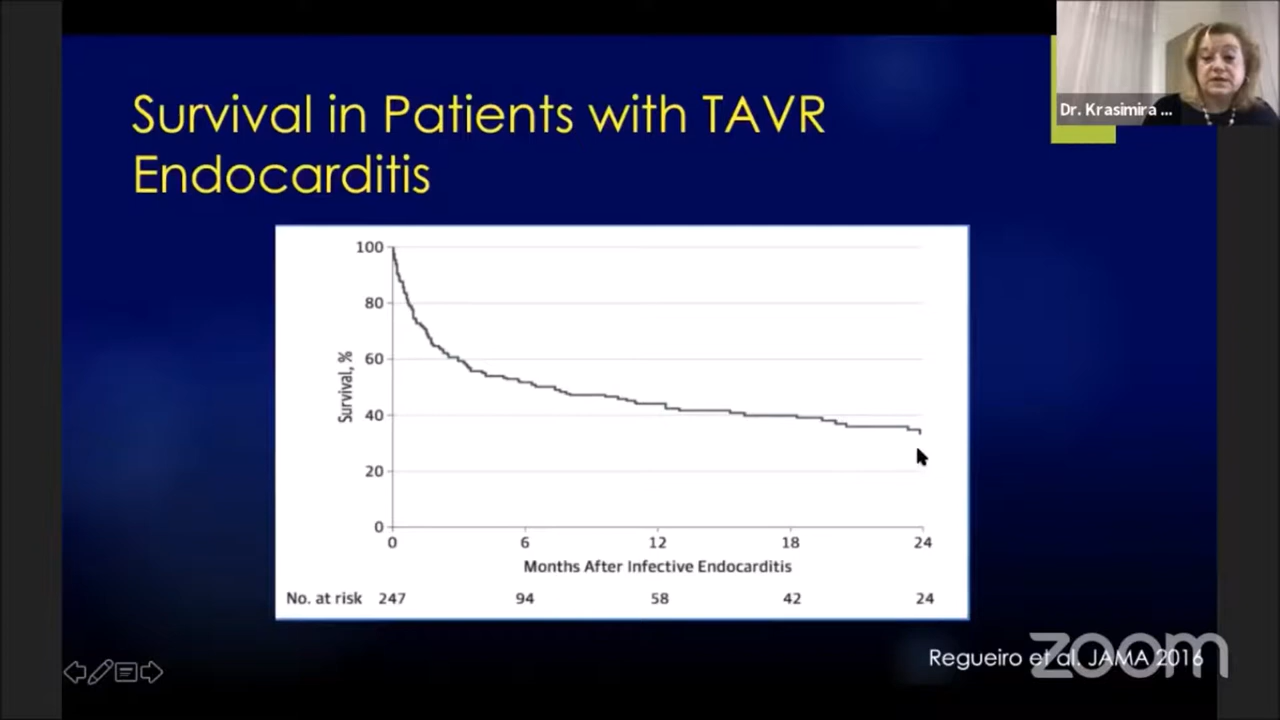 Survival in Patients with TAVR
Endocarditis
Dr. Krasimira ...
100
80
60
40
20
0
Survival, %
0 6 12 18 24
Months After Infective Endocarditis
No. at risk 247 94 58 42 24
Regueiro et al. JAMA 2016
zoom